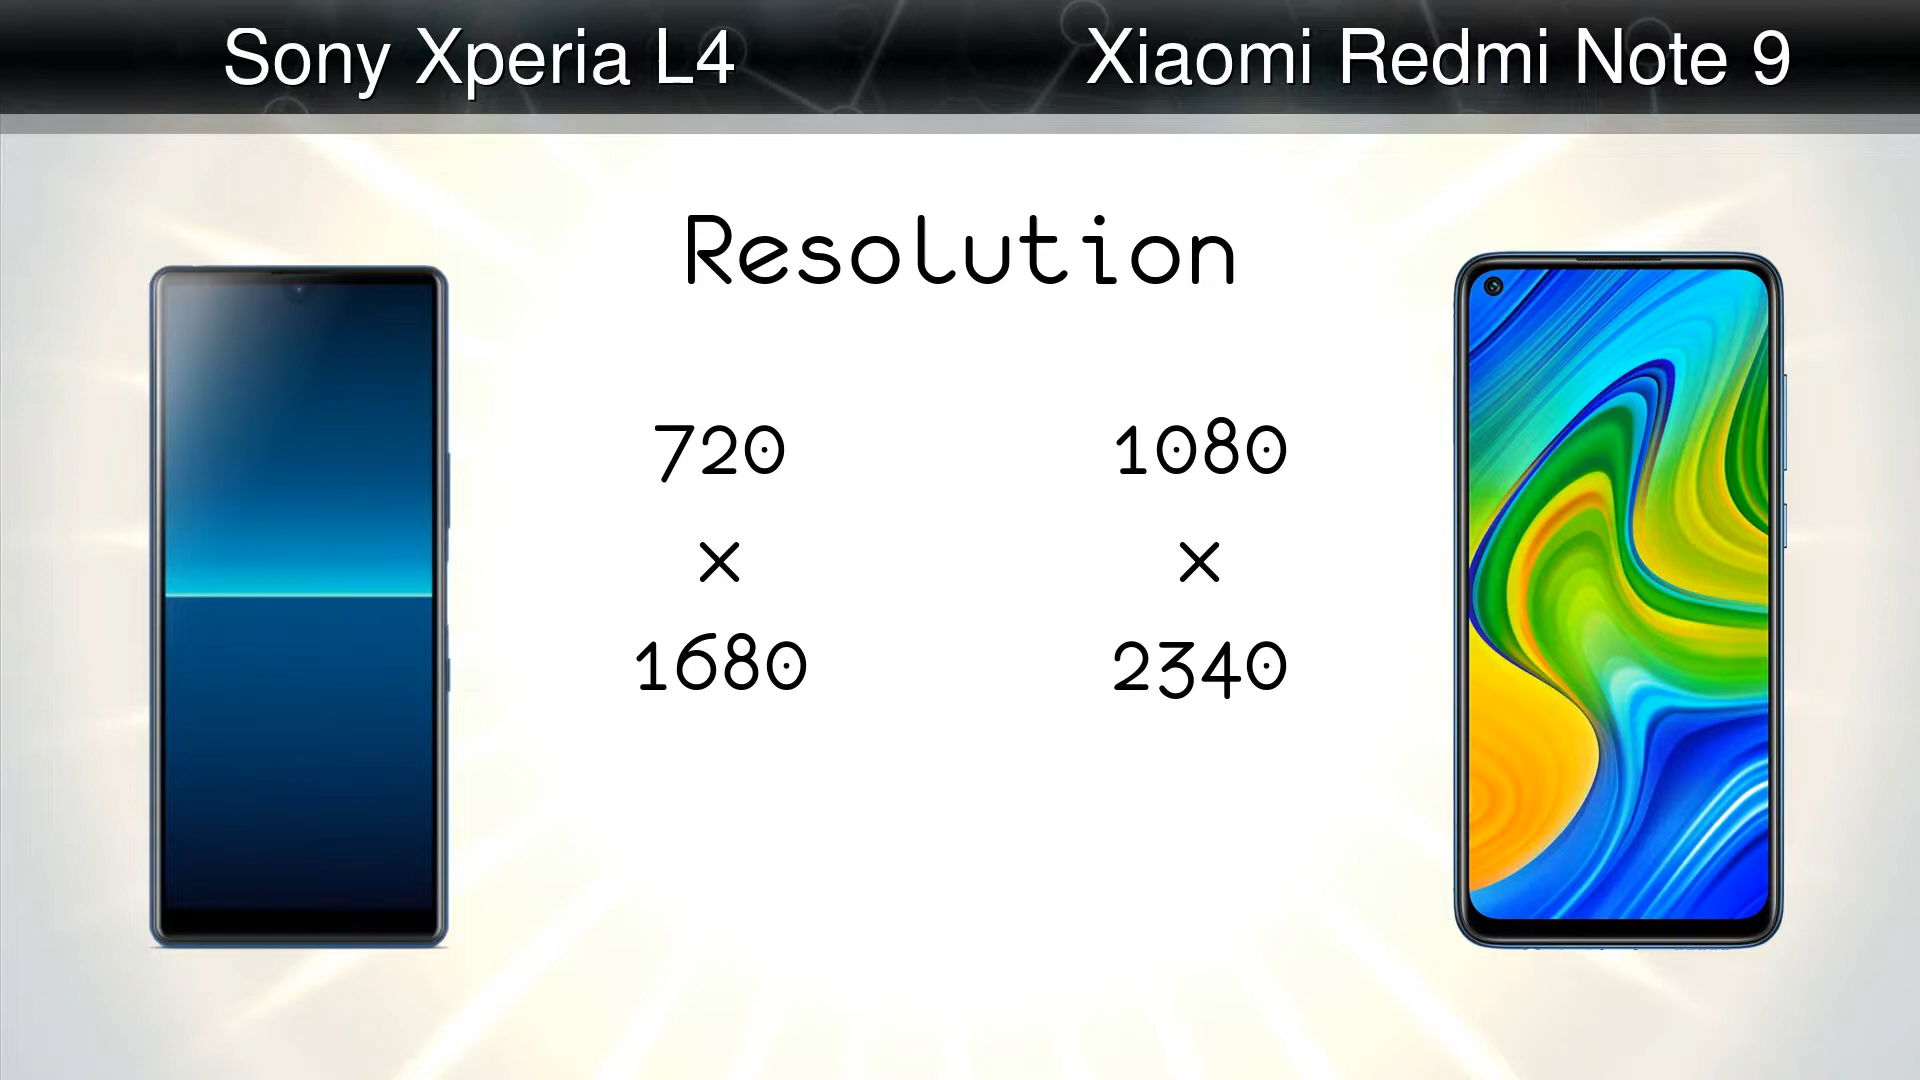 Sony Xperia L4
Xiaomi Redmi Note 9
Resolution
720
×
1680
1080
×
2340